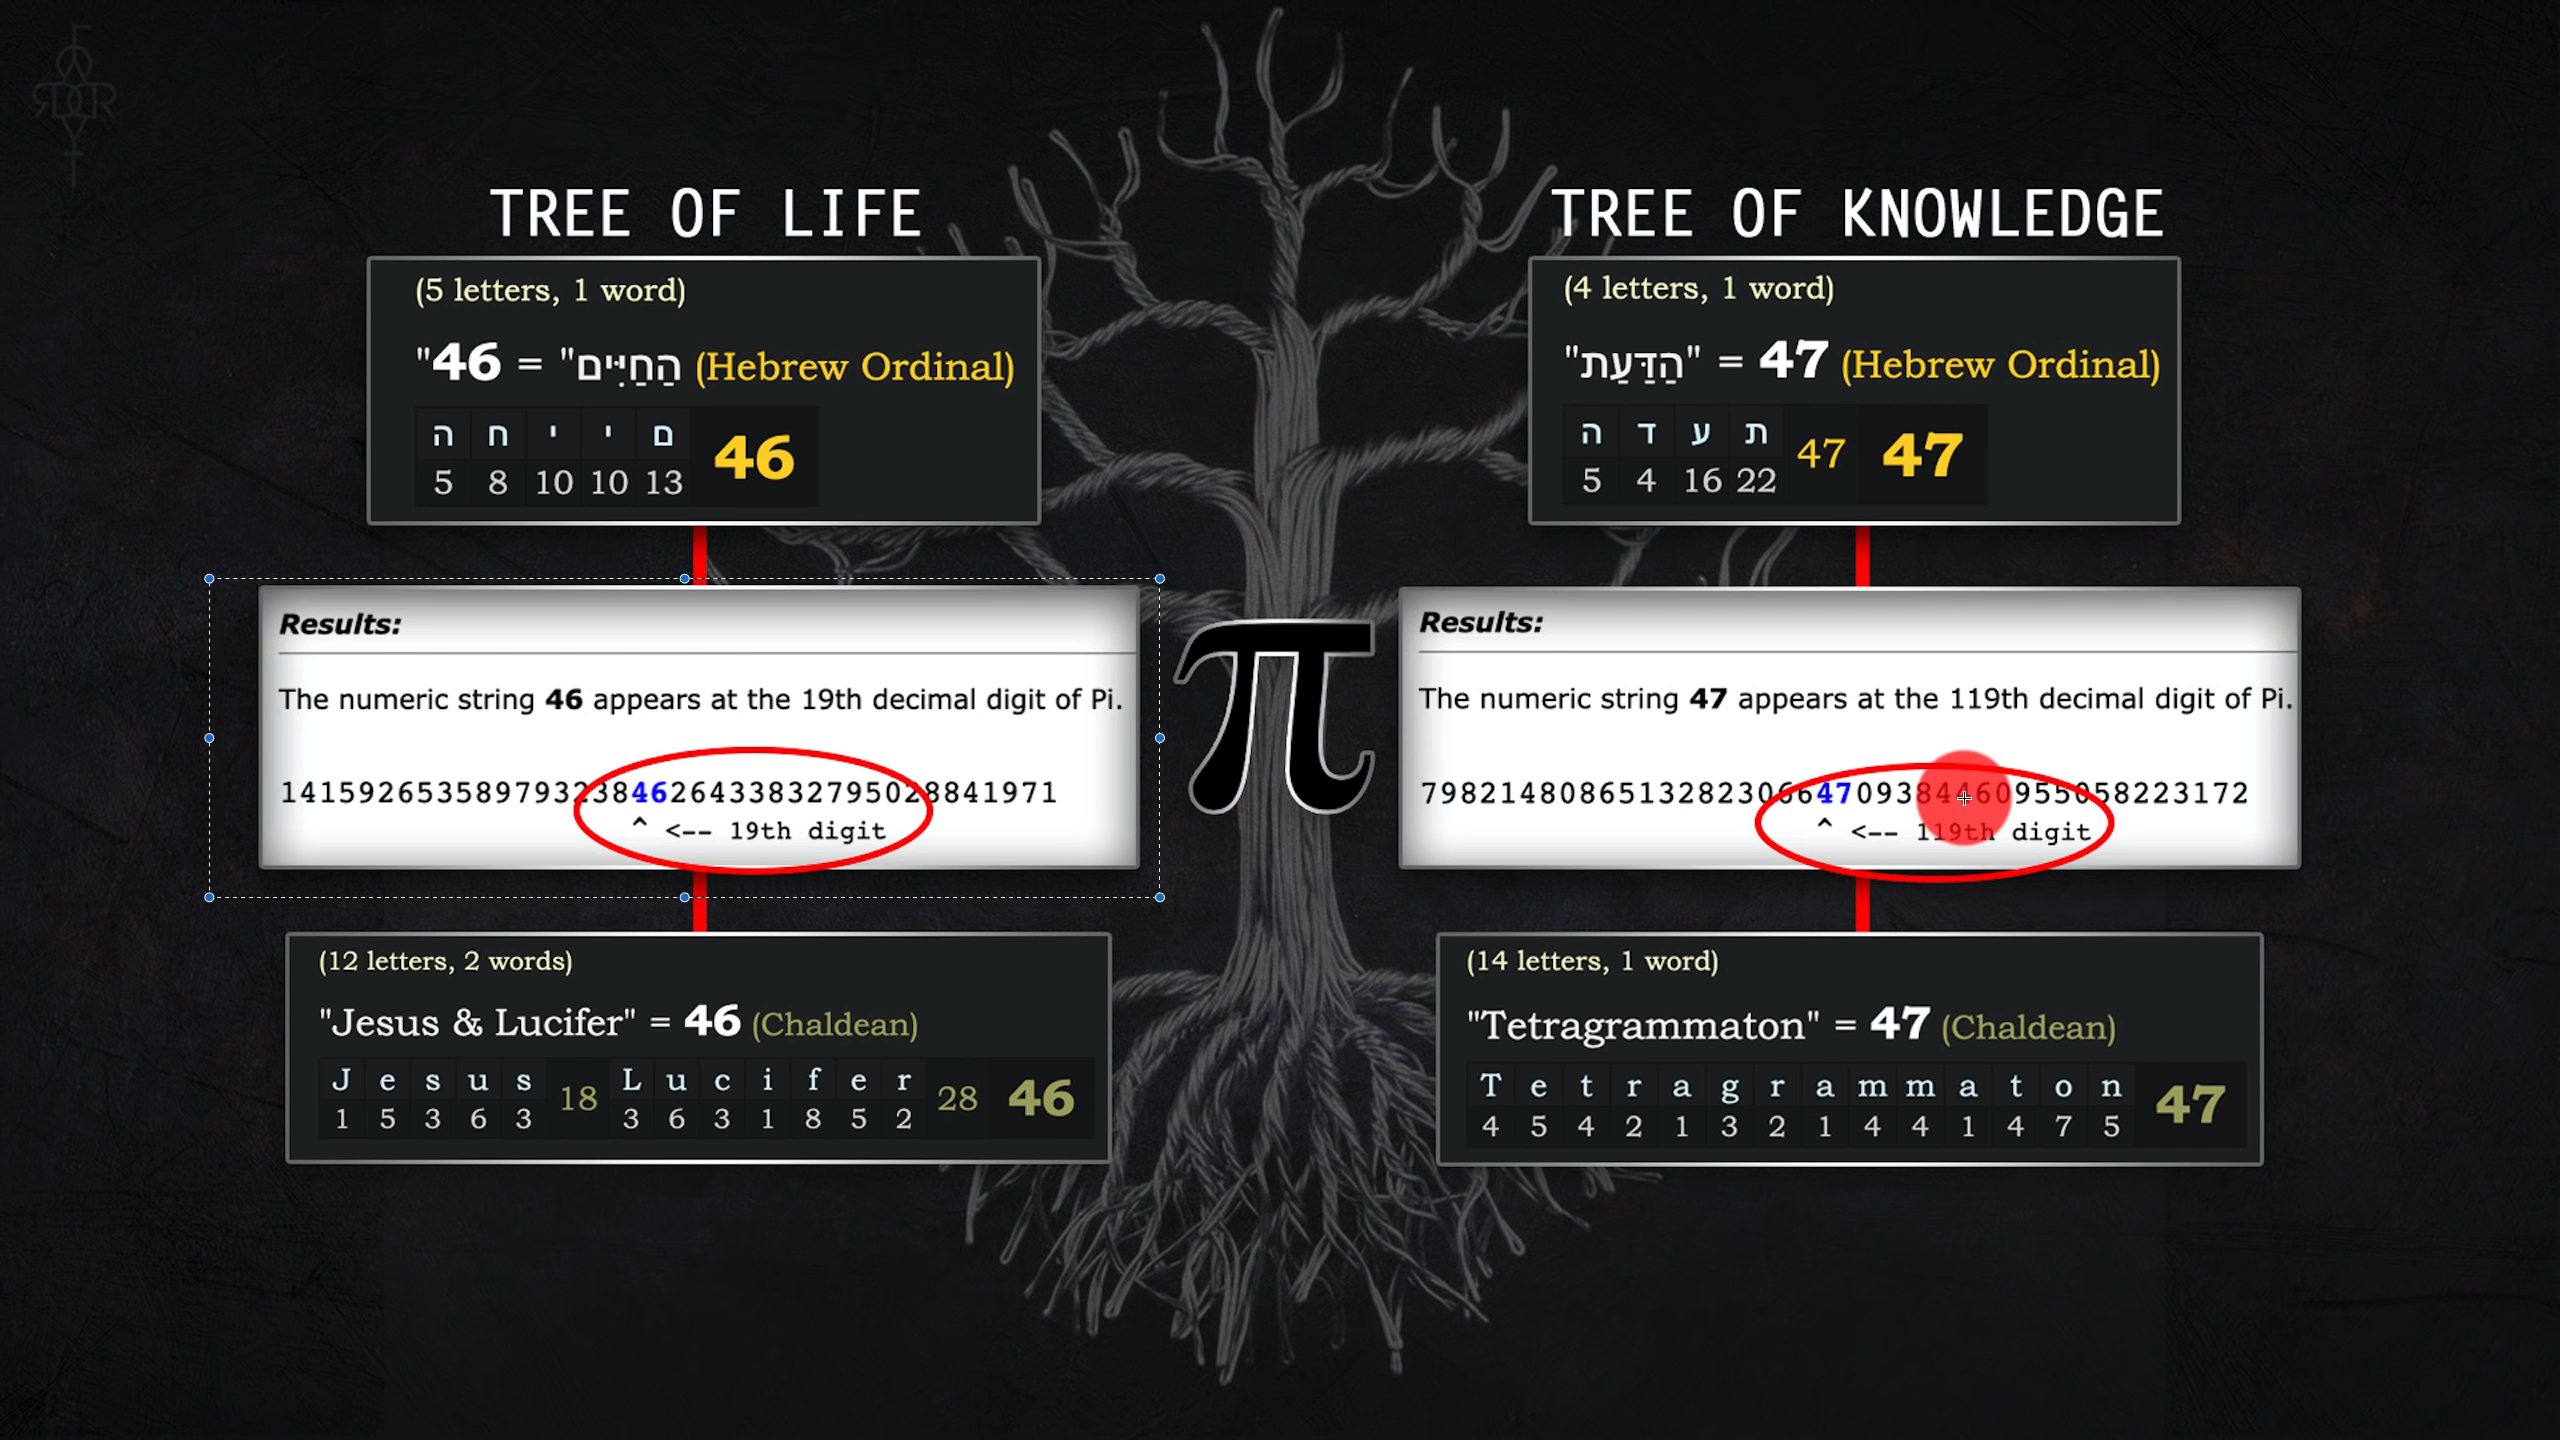 TREE OF LIFE
(5 letters, 1 word)
"46 = "הַחַיִּים (Hebrew Ordinal)
ה ח י י ם
5 8 10 10 13
46
Results:
The numeric string 46 appears at the 19th decimal digit of Pi.
1415926535897932384626433832795028841971
^ <-- 19th digit
(12 letters, 2 words)
"Jesus & Lucifer" = 46 (Chaldean)
J e s u s 18 L u c i f e r 28 46
1 5 3 6 3 3 6 3 1 8 5 2
π
TREE OF KNOWLEDGE
(4 letters, 1 word)
"הַדַּעַת" = 47 (Hebrew Ordinal)
ה ד ע ת
5 4 16 22
47 47
Results:
The numeric string 47 appears at the 119th decimal digit of Pi.
798214808651328230664709384460955058223172
^ <-- 119th digit
(14 letters, 1 word)
"Tetragrammaton" = 47 (Chaldean)
T e t r a g r a m m a t o n 47
4 5 4 2 1 3 2 1 4 4 1 4 7 5